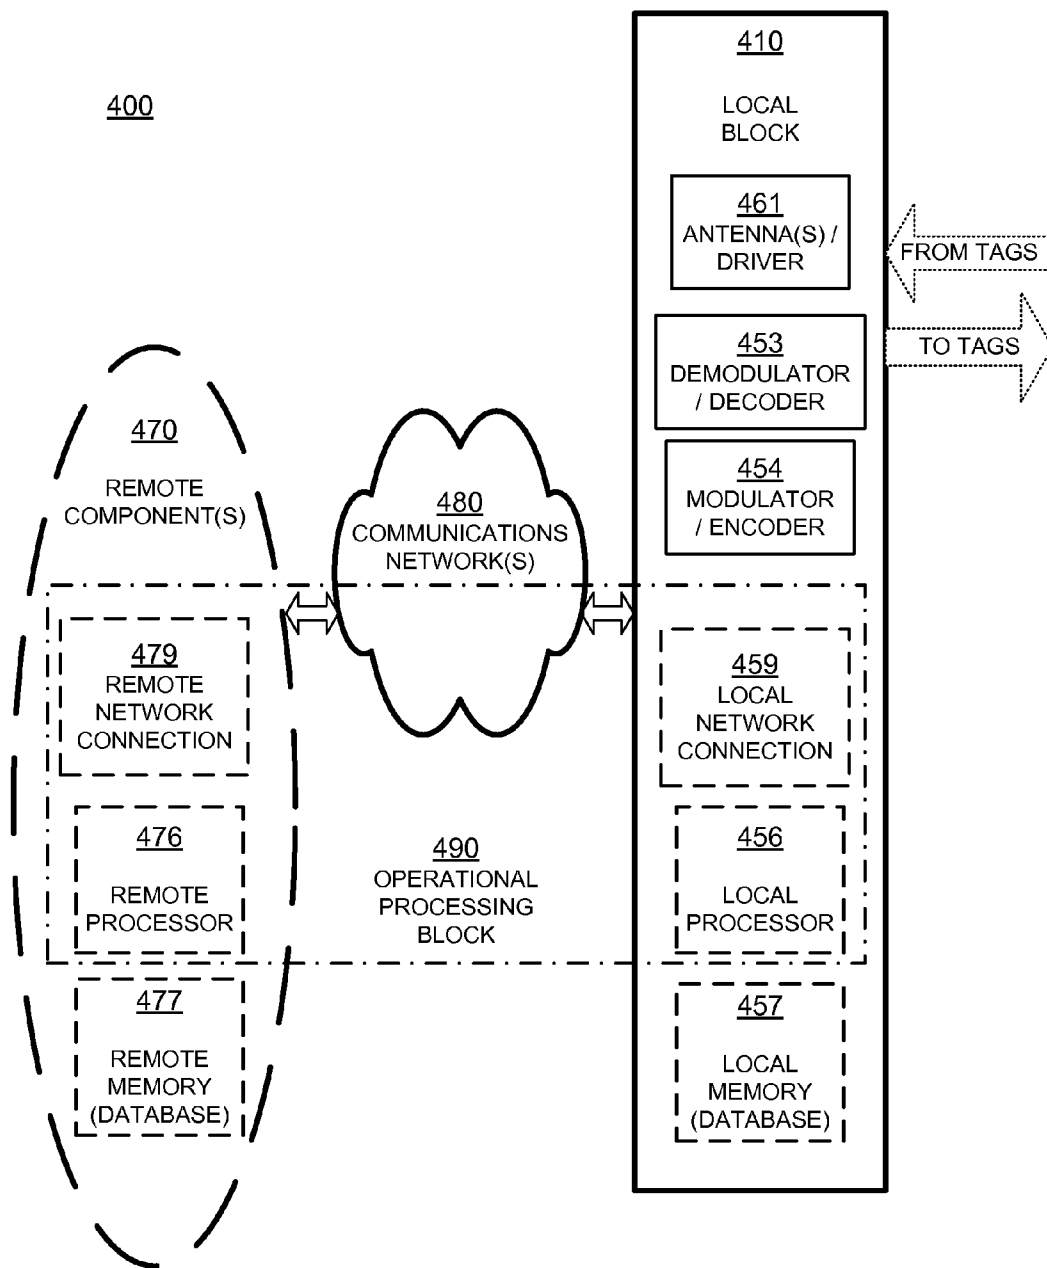 400
410
LOCAL
BLOCK
461
ANTENNA(S) /
DRIVER
FROM TAGS
453
DEMODULATOR
/ DECODER
TO TAGS
454
MODULATOR
/ ENCODER
470
REMOTE
COMPONENT(S)
480
COMMUNICATIONS
NETWORK(S)
479
REMOTE
NETWORK
CONNECTION
459
LOCAL
NETWORK
CONNECTION
476
REMOTE
PROCESSOR
490
OPERATIONAL
PROCESSING
BLOCK
456
LOCAL
PROCESSOR
477
REMOTE
MEMORY
(DATABASE)
457
LOCAL
MEMORY
(DATABASE)